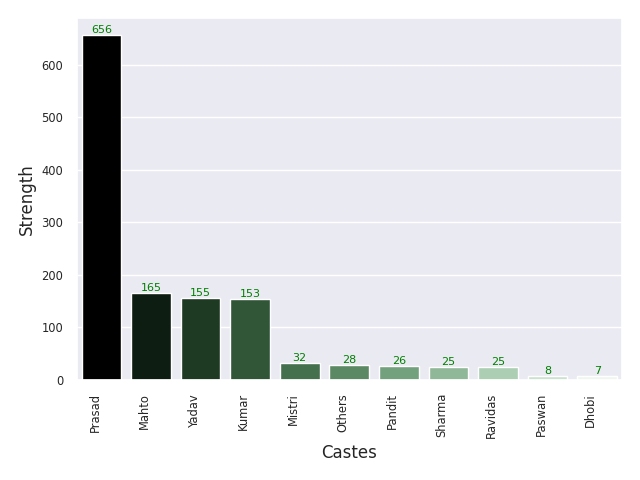 656
600
500
Strength
400
300
200
165
155
153
100
32
28
26
25
25
8
7
0
Prasad
Mahto
Yadav
Kumar
Mistri
Others
Pandit
Sharma
Ravidas
Paswan
Dhobi
Castes